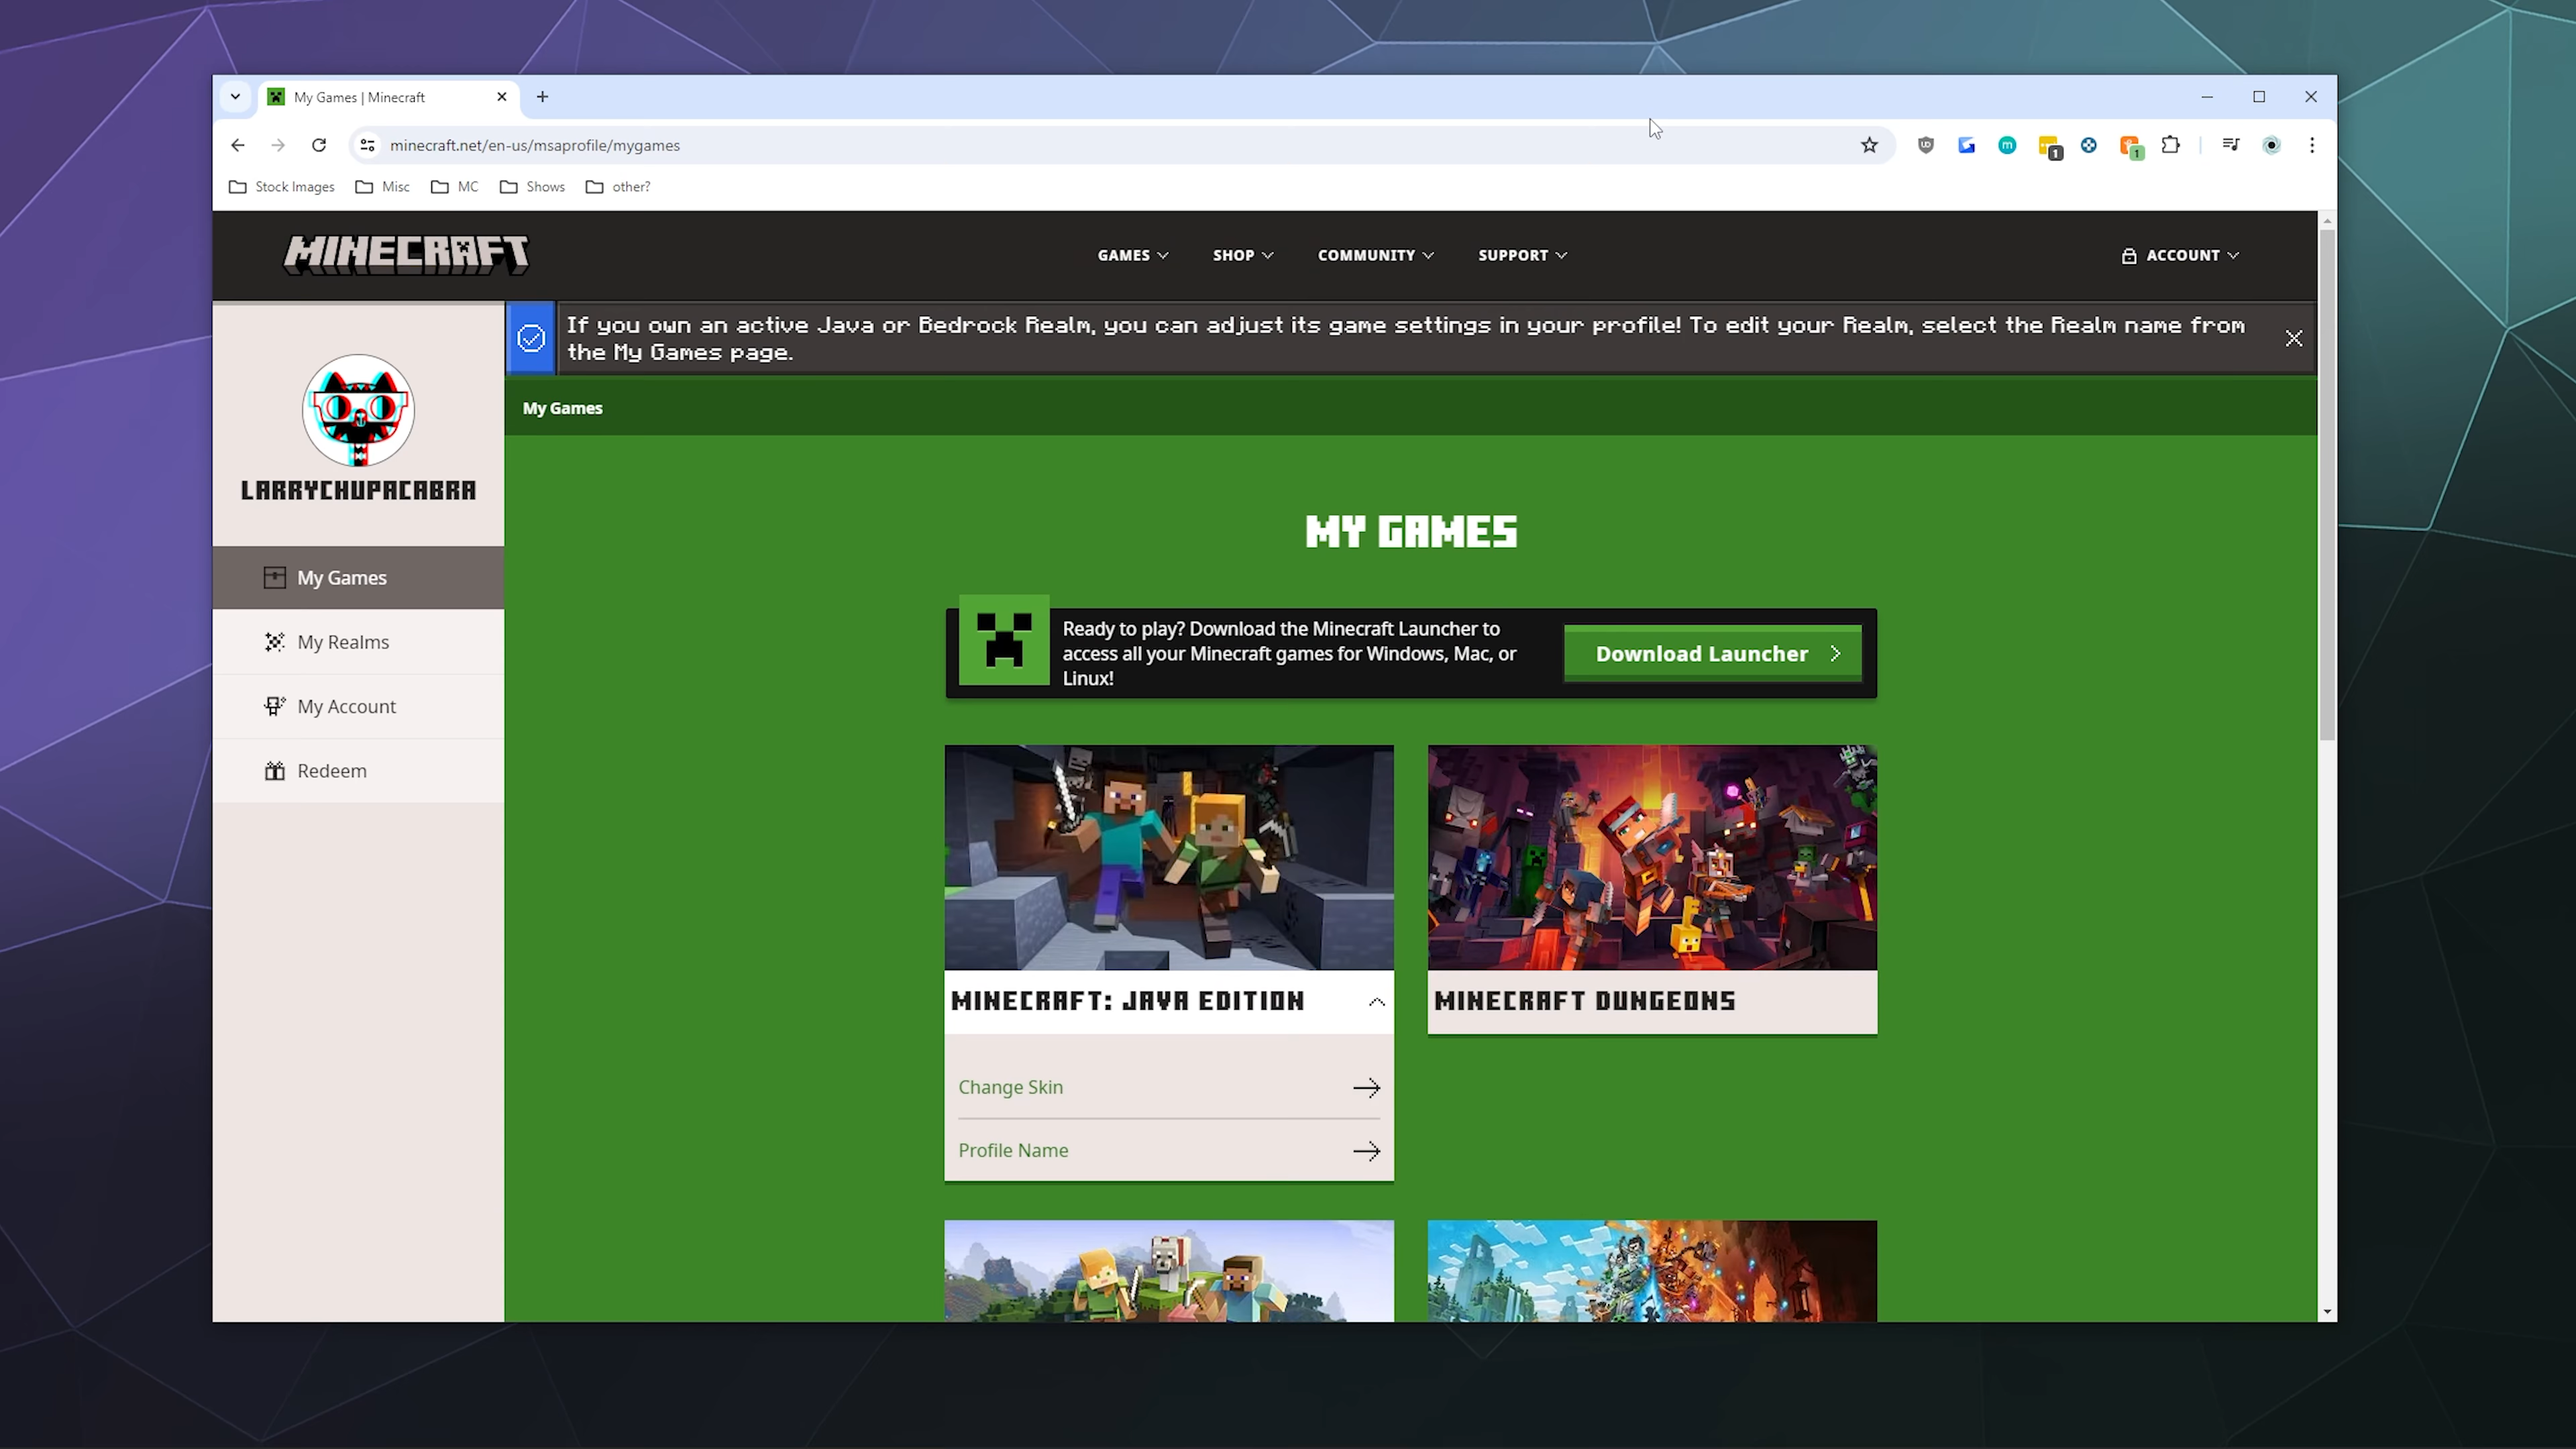 My Games | Minecraft
minecraft.net/en-us/msaprofile/mygames
1
1
Stock Images Misc MC Shows other?
MINECRAFT
GAMES SHOP COMMUNITY SUPPORT ACCOUNT
If you own an active Java or Bedrock Realm, you can adjust its game settings in your profile! To edit your Realm, select the Realm name from
the My Games page.
LARRYCHUPACABRA
My Games
My Realms
My Account
Redeem
My Games
MY GAMES
Ready to play? Download the Minecraft Launcher to
access all your Minecraft games for Windows, Mac, or
Linux!
Download Launcher
MINECRAFT: JAVA EDITION
Change Skin
Profile Name
MINECRAFT DUNGEONS